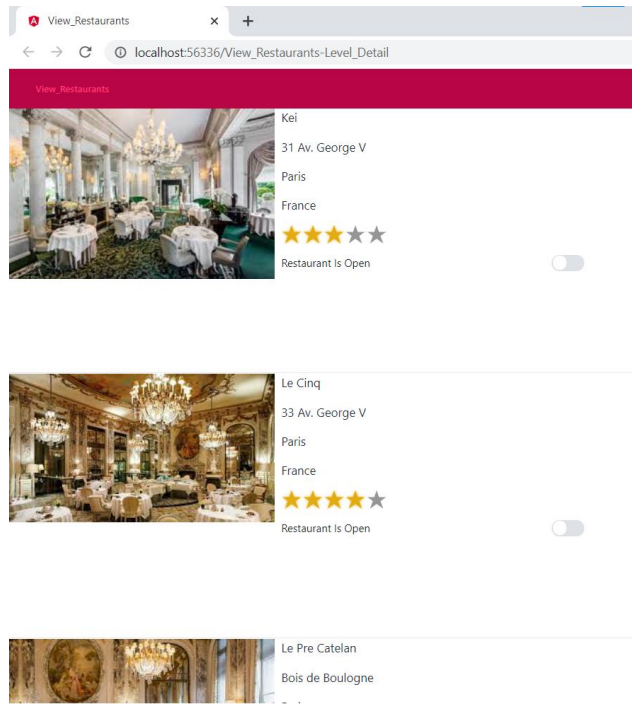 View_Restaurants
localhost:56336/View_Restaurants-Level_Detail
View_Restaurants
Kei
31 Av. George V
Paris
France
Restaurant Is Open
Le Cinq
33 Av. George V
Paris
France
Restaurant Is Open
Le Pre Catelan
Bois de Boulogne